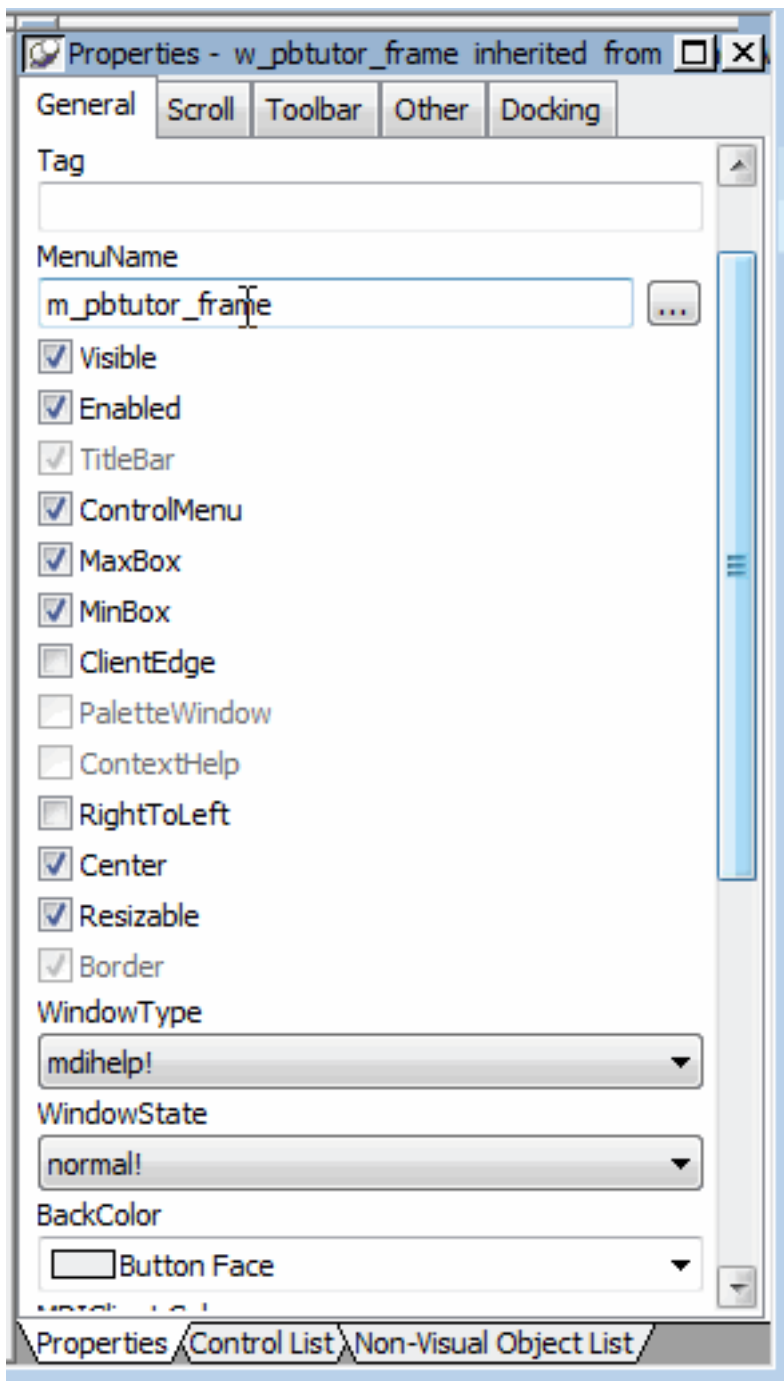 Properties - w_pbtutor_frame inherited from
General Scroll Toolbar Other Docking
Tag
MenuName
m_pbtutor_frame ...
Visible
Enabled
TitleBar
ControlMenu
MaxBox
MinBox
ClientEdge
PaletteWindow
ContextHelp
RightToLeft
Center
Resizable
Border
WindowType
mdihelp!
WindowState
normal!
BackColor
Button Face
Properties Control List Non-Visual Object List